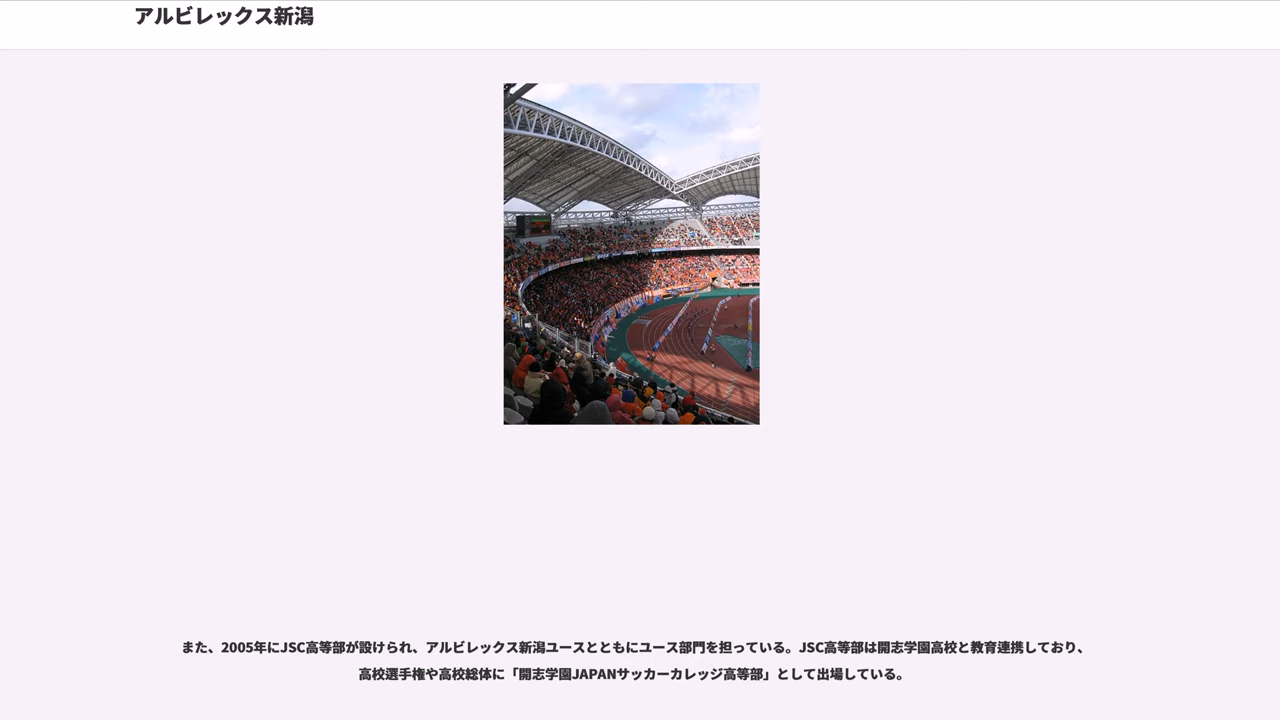 アルビレックス新潟
また、2005年にJSC高等部が設けられ、アルビレックス新潟ユースとともにユース部門を担っている。JSC高等部は開志学園高校と教育連携しており、
高校選手権や高校総体に「開志学園JAPANサッカーカレッジ高等部」として出場している。